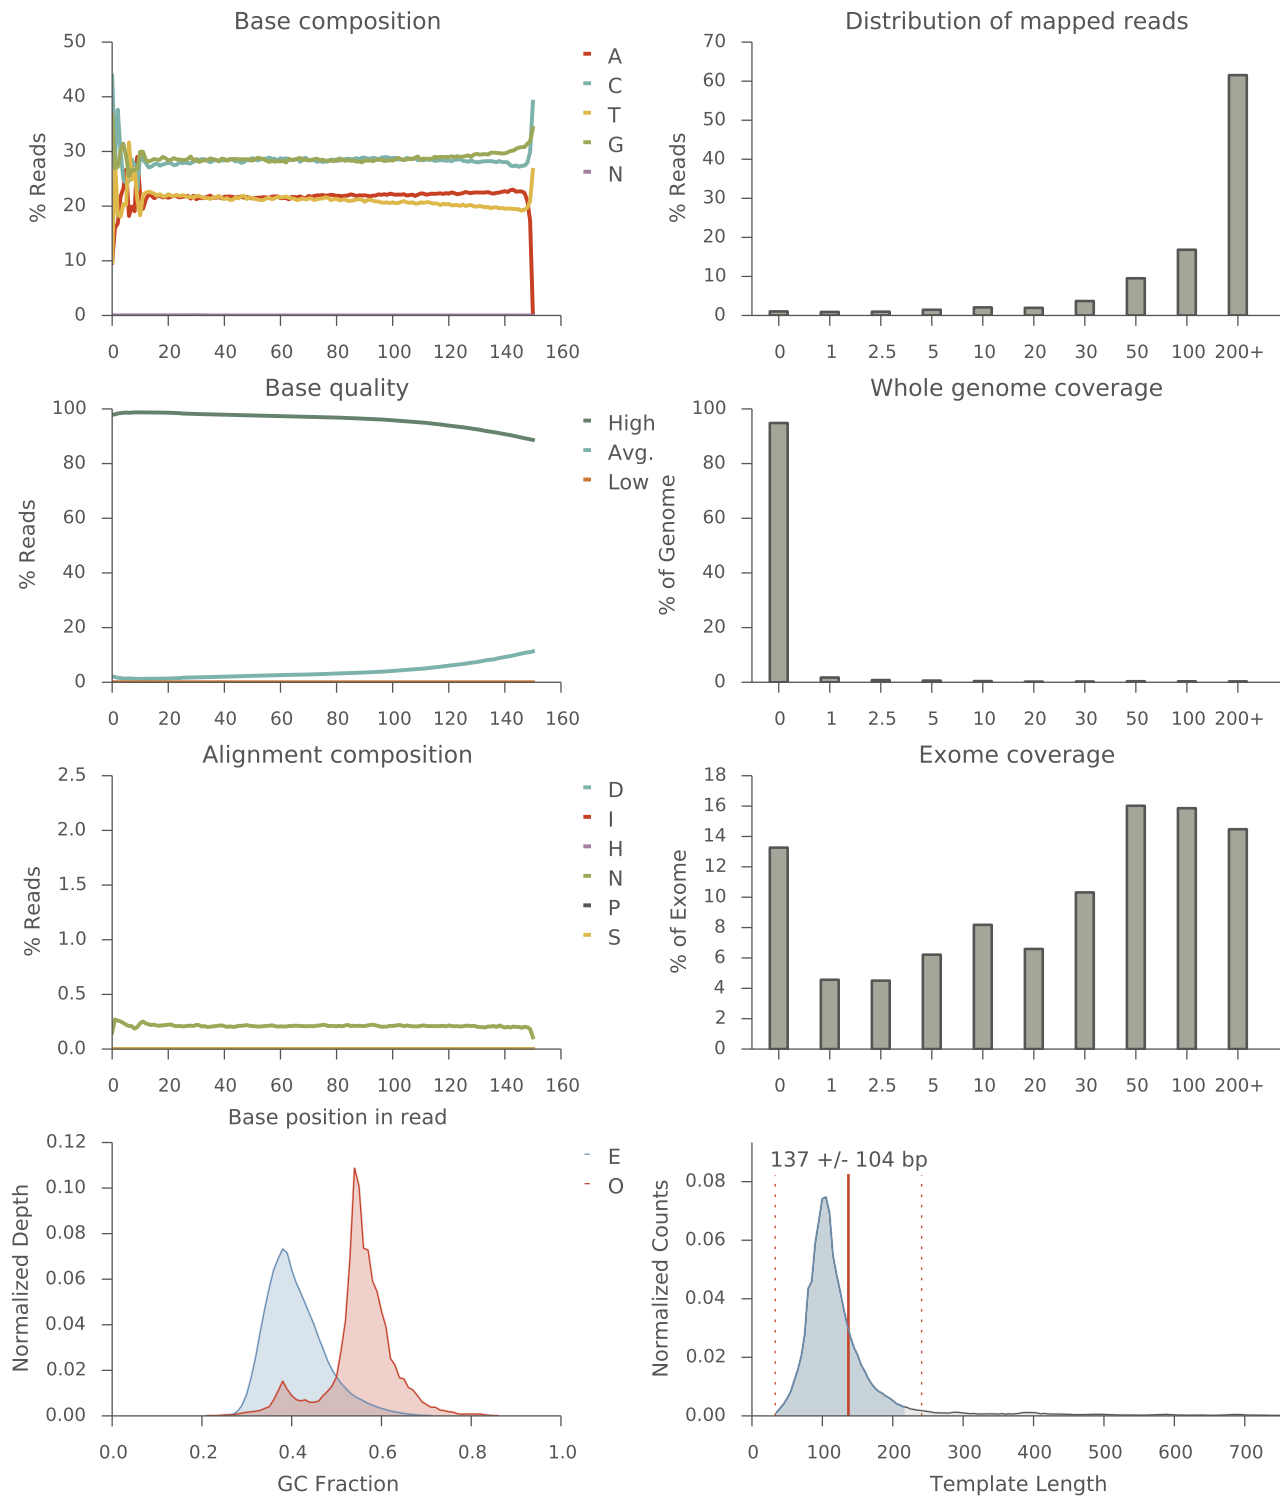 Base composition
50
40
30
20
10
0
% Reads
0 20 40 60 80 100 120 140 160
A
C
T
G
N
Distribution of mapped reads
70
60
50
40
30
20
10
0
% Reads
0 1 2.5 5 10 20 30 50 100 200+
Base quality
100
80
60
40
20
0
% Reads
0 20 40 60 80 100 120 140 160
High
Avg.
Low
Whole genome coverage
100
80
60
40
20
0
% of Genome
0 1 2.5 5 10 20 30 50 100 200+
Alignment composition
2.5
2.0
1.5
1.0
0.5
0.0
% Reads
0 20 40 60 80 100 120 140 160
Base position in read
D
I
H
N
P
S
Exome coverage
18
16
14
12
10
8
6
4
2
0
% of Exome
0 1 2.5 5 10 20 30 50 100 200+
0.12
0.10
0.08
0.06
0.04
0.02
0.00
Normalized Depth
0.0 0.2 0.4 0.6 0.8 1.0
GC Fraction
E
O
137 +/- 104 bp
0.08
0.06
0.04
0.02
0.00
Normalized Counts
0 100 200 300 400 500 600 700
Template Length